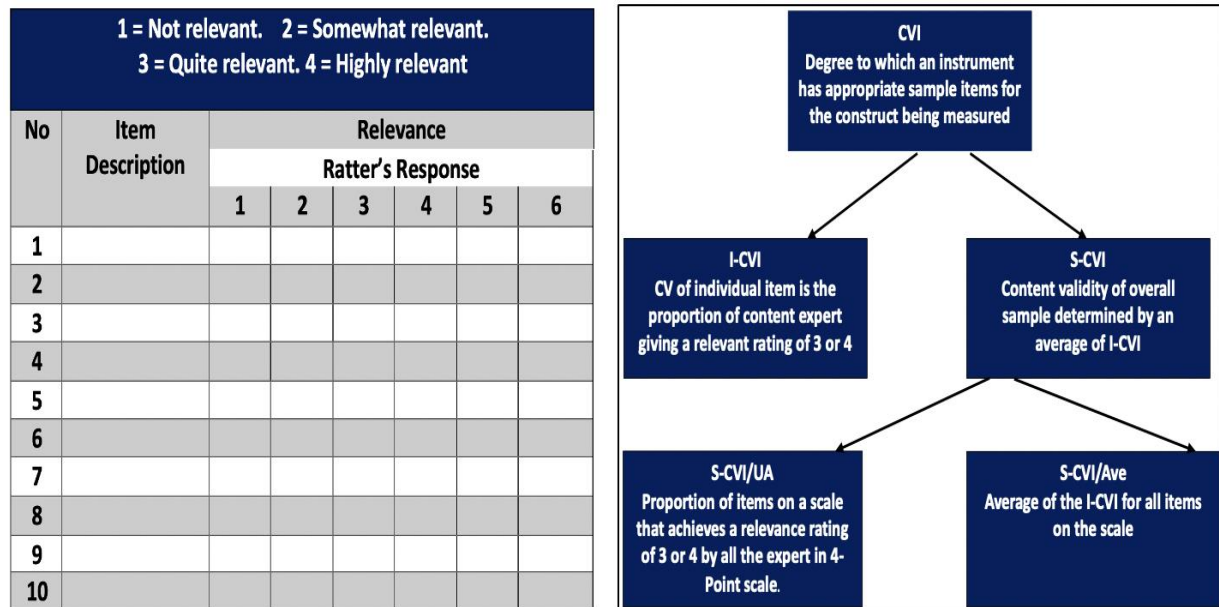 1 = Not relevant. 2 = Somewhat relevant.
3 = Quite relevant. 4 = Highly relevant
No Item Description Relevance
Ratter's Response
1 2 3 4 5 6
1
2
3
4
5
6
7
8
9
10
CVI
Degree to which an instrument
has appropriate sample items for
the construct being measured
I-CVI
CV of individual item is the
proportion of content expert
giving a relevant rating of 3 or 4
S-CVI
Content validity of overall
sample determined by an
average of I-CVI
S-CVI/UA
Proportion of items on a scale
that achieves a relevance rating
of 3 or 4 by all the expert in 4-
Point scale.
S-CVI/Ave
Average of the I-CVI for all items
on the scale